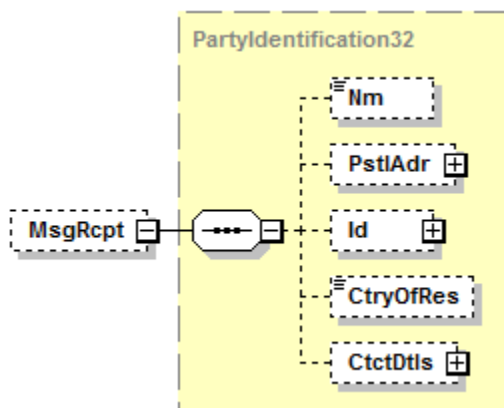 PartyIdentification32
Nm
PstlAdr
MsgRcpt
Id
CtryOfRes
CtctDtls